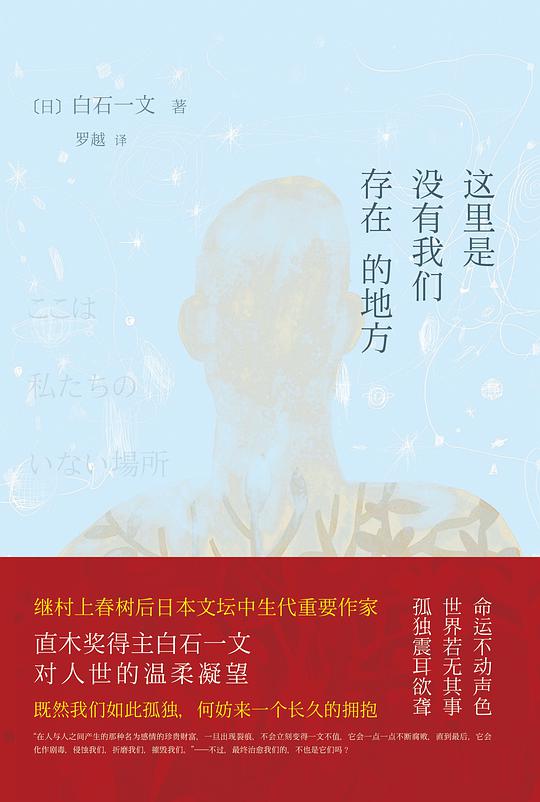 〔日〕白石一文 著
罗越 译
这里是
没有我们
存在 的地方
ここは
私たちの
いない場所
继村上春树后日本文坛中生代重要作家
直木奖得主白石一文
对人世的温柔凝望
既然我们如此孤独，何妨来一个长久的拥抱
命运不动声色
世界若无其事
孤独震耳欲聋
“在人与人之间产生的那种名为感情的珍贵财富，一旦出现裂痕，不会立刻变得一文不值，它会一点一点不断腐败，直到最后，它会
化作剧毒，侵蚀我们，折磨我们，摧毁我们。”——不过，最终治愈我们的，不也是它们吗？